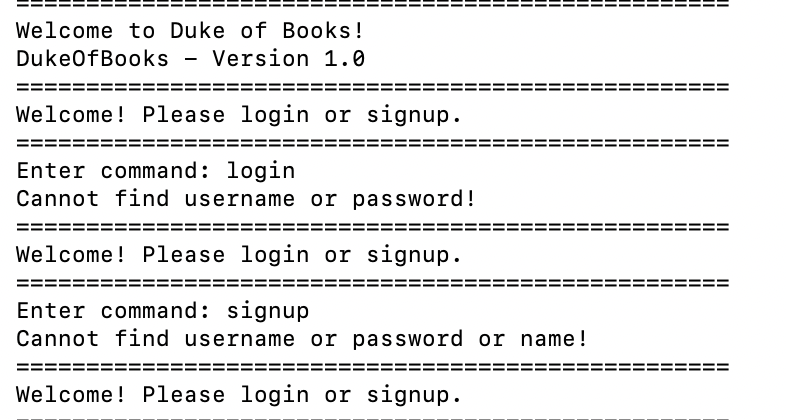 ===================================================
Welcome to Duke of Books!
DukeOfBooks – Version 1.0
===================================================
Welcome! Please login or signup.
===================================================
Enter command: login
Cannot find username or password!
===================================================
Welcome! Please login or signup.
===================================================
Enter command: signup
Cannot find username or password or name!
===================================================
Welcome! Please login or signup.
===================================================